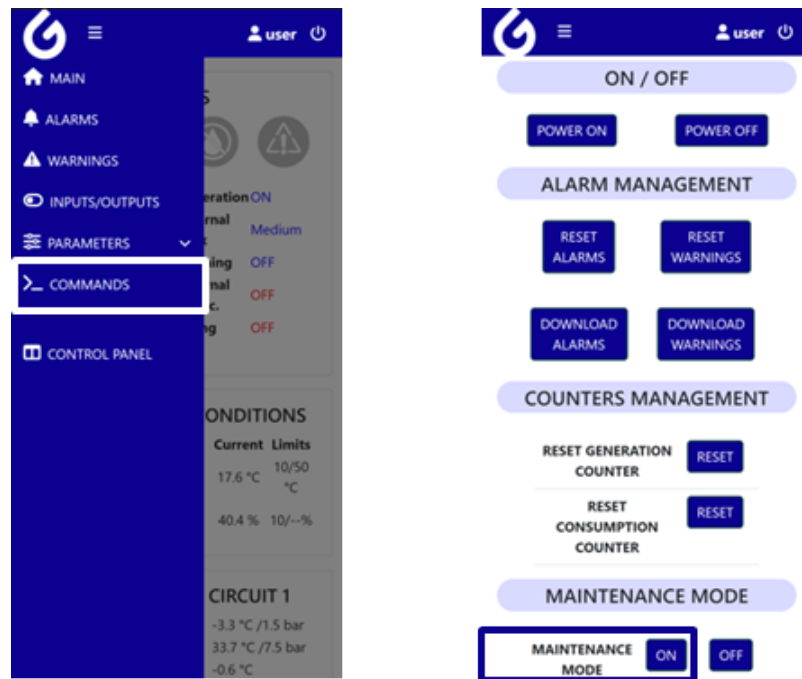 user
MAIN
ALARMS
WARNINGS
INPUTS/OUTPUTS
PARAMETERS
COMMANDS
CONTROL PANEL
S
eration ON
rnal
Medium
ing OFF
nal
c. OFF
ng OFF
ONDITIONS
Current Limits
17.6 °C 10/50 °C
40.4 % 10/--%
CIRCUIT 1
-3.3 °C /1.5 bar
33.7 °C /7.5 bar
-0.6 °C
user
ON / OFF
POWER ON POWER OFF
ALARM MANAGEMENT
RESET ALARMS
RESET WARNINGS
DOWNLOAD ALARMS
DOWNLOAD WARNINGS
COUNTERS MANAGEMENT
RESET GENERATION
COUNTER
RESET
RESET
CONSUMPTION
COUNTER
RESET
MAINTENANCE MODE
MAINTENANCE
MODE
ON OFF